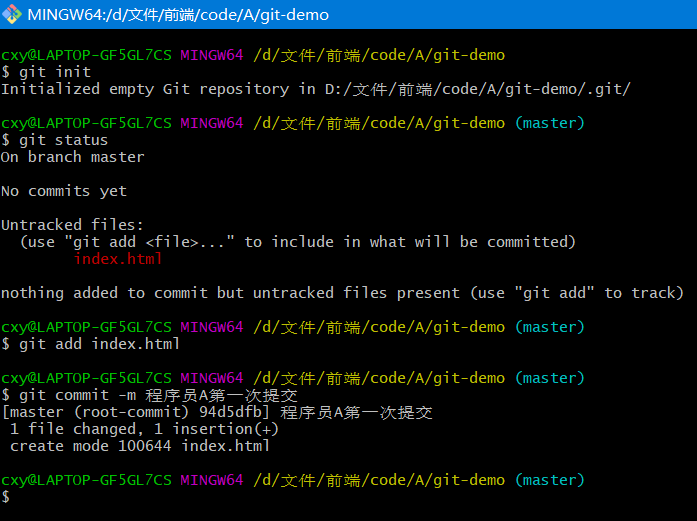 MINGW64:/d/文件/前端/code/A/git-demo
cxy@LAPTOP-GF5GL7CS MINGW64 /d/文件/前端/code/A/git-demo
$ git init
Initialized empty Git repository in D:/文件/前端/code/A/git-demo/.git/
cxy@LAPTOP-GF5GL7CS MINGW64 /d/文件/前端/code/A/git-demo (master)
$ git status
On branch master
No commits yet
Untracked files:
(use "git add <file>..." to include in what will be committed)
index.html
nothing added to commit but untracked files present (use "git add" to track)
cxy@LAPTOP-GF5GL7CS MINGW64 /d/文件/前端/code/A/git-demo (master)
$ git add index.html
cxy@LAPTOP-GF5GL7CS MINGW64 /d/文件/前端/code/A/git-demo (master)
$ git commit -m 程序员A第一次提交
[master (root-commit) 94d5dfb] 程序员A第一次提交
1 file changed, 1 insertion(+)
create mode 100644 index.html
cxy@LAPTOP-GF5GL7CS MINGW64 /d/文件/前端/code/A/git-demo (master)
$